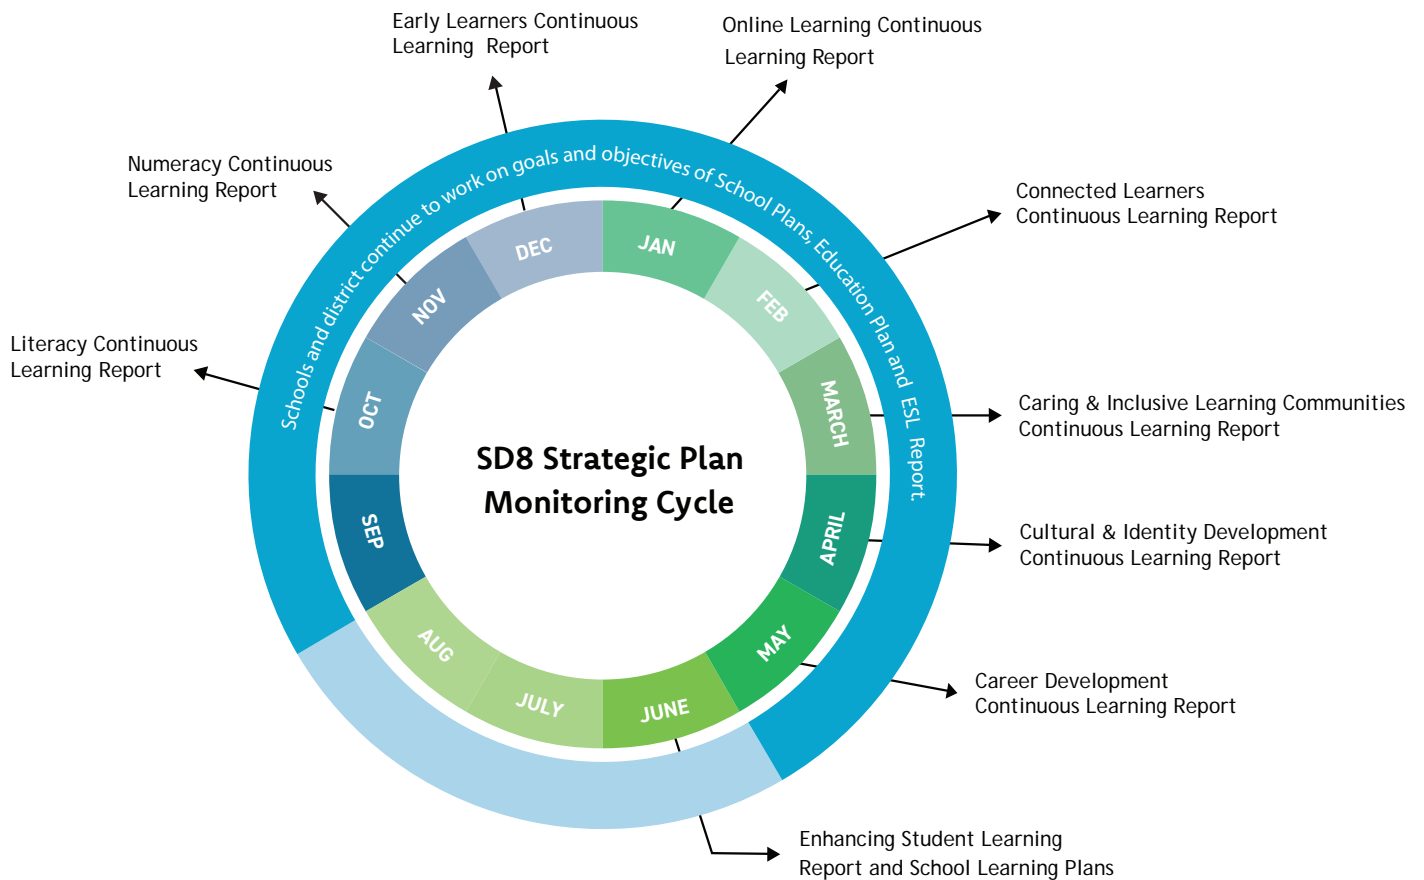 Early Learners Continuous
Learning Report
Online Learning Continuous
Learning Report
Numeracy Continuous
Learning Report
Connected Learners
Continuous Learning Report
Literacy Continuous
Learning Report
Caring & Inclusive Learning Communities
Continuous Learning Report
Cultural & Identity Development
Continuous Learning Report
Career Development
Continuous Learning Report
Enhancing Student Learning
Report and School Learning Plans
Schools and district continue to work on goals and objectives of School Plans, Education Plan and ESL Report.
JAN
FEB
MARCH
APRIL
MAY
JUNE
JULY
AUG
SEP
OCT
NOV
DEC
SD8 Strategic Plan
Monitoring Cycle